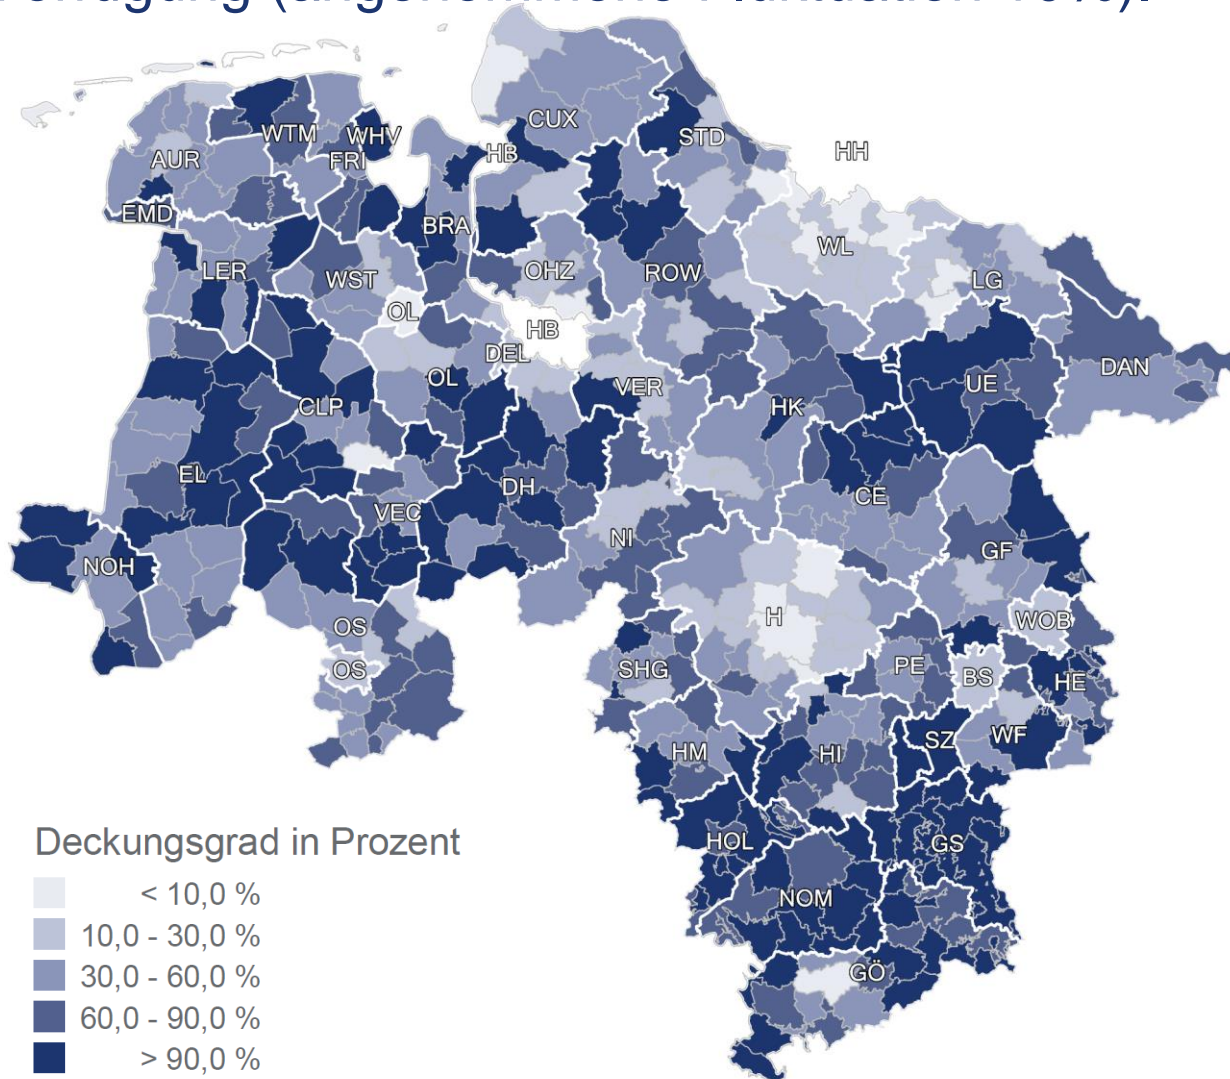 (angenommene
CUX
WTM
WHV
STD
HB
HH
AUR
FRI
EMD
BRA
WL
LER
WST
OHZ
ROW
LG
OL
HB
DEL
OL
VER
UE
DAN
CLP
HK
EL
DH
CE
VEC
NI
GF
NOH
H
OS
WOB
OS
SHG
PE
BS
HE
HM
HI
SZ
WF
Deckungsgrad in Prozent
HOL
GS
< 10,0 %
NOM
10,0 - 30,0 %
30,0 - 60,0 %
GÖ
60,0 - 90,0 %
> 90,0 %